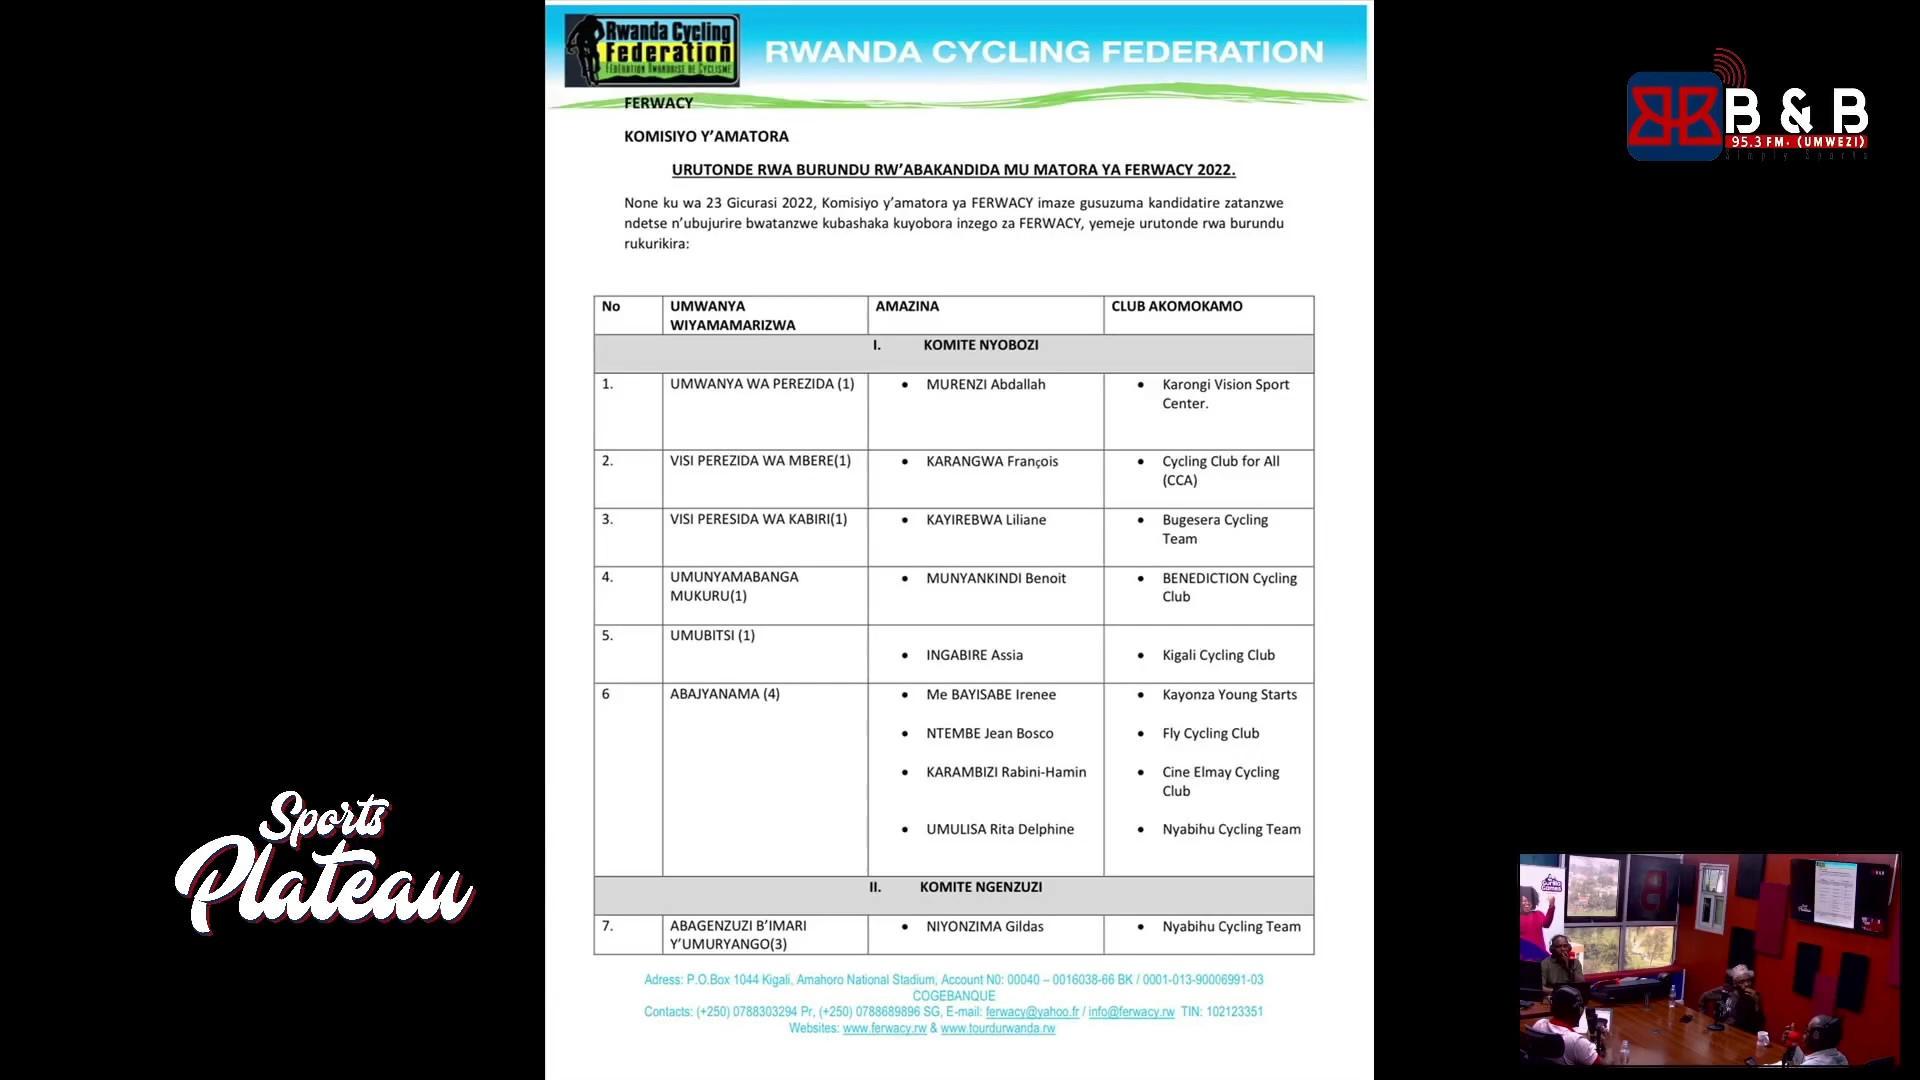 Rwanda Cycling
Federation
FEDERATION RWANDAISE DE CYCLISME
RWANDA CYCLING FEDERATION
B & B
95.3 FM. (UMWEZI)
Simply Sports
FERWACY
KOMISIYO Y’AMATORA
URUTONDE RWA BURUNDU RW’ABAKANDIDA MU MATORA YA FERWACY 2022.
None ku wa 23 Gicurasi 2022, Komisiyo y’amatora ya FERWACY imaze gusuzuma kandidatire zatanzwe
ndetse n’ubujurire bwatanzwe kubashaka kuyobora inzego za FERWACY, yemeje urutonde rwa burundu
rukurikira:
No UMWANYA WIYAMAMARIZWA AMAZINA CLUB AKOMOKAMO
I. KOMITE NYOBOZI
1. UMWANYA WA PEREZIDA (1) • MURENZI Abdallah • Karongi Vision Sport
Center.
2. VISI PEREZIDA WA MBERE(1) • KARANGWA François • Cycling Club for All
(CCA)
3. VISI PERESIDA WA KABIRI(1) • KAYIREBWA Liliane • Bugesera Cycling
Team
4. UMUNYAMABANGA MUKURU(1) • MUNYANKINDI Benoit • BENEDICTION Cycling
Club
5. UMUBITSI (1) • INGABIRE Assia • Kigali Cycling Club
6 ABAJYANAMA (4) • Me BAYISABE Irenee • Kayonza Young Starts
• NTEMBE Jean Bosco • Fly Cycling Club
• KARAMBIZI Rabini-Hamin • Cine Elmay Cycling
Club
• UMULISA Rita Delphine • Nyabihu Cycling Team
II. KOMITE NGENZUZI
7. ABAGENZUZI B’IMARI Y’UMURYANGO(3) • NIYONZIMA Gildas • Nyabihu Cycling Team
Adress: P.O.Box 1044 Kigali, Amahoro National Stadium, Account N0: 00040 – 0016038-66 BK / 0001-013-90006991-03
COGEBANQUE
Contacts: (+250) 0788303294 Pr, (+250) 0788689896 SG, E-mail: ferwacy@yahoo.fr / info@ferwacy.rw TIN: 102123351
Websites: www.ferwacy.rw & www.tourdurwanda.rw
Sports
Plateau